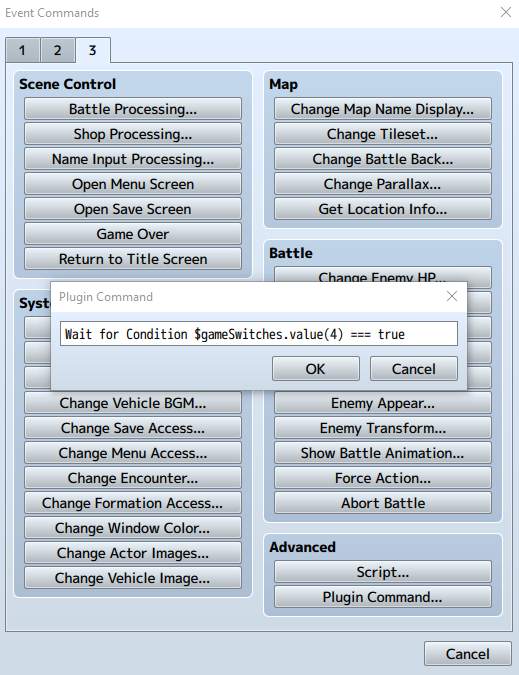 Event Commands
1 2 3
Scene Control
Battle Processing...
Shop Processing...
Name Input Processing...
Open Menu Screen
Open Save Screen
Game Over
Return to Title Screen
Map
Change Map Name Display...
Change Tileset...
Change Battle Back...
Change Parallax...
Get Location Info...
Battle
Change Enemy HP...
Plugin Command
Wait for Condition $gameSwitches.value(4) === true
OK
Cancel
Change Vehicle BGM...
Change Save Access...
Change Menu Access...
Change Encounter...
Change Formation Access...
Change Window Color...
Change Actor Images...
Change Vehicle Image...
Enemy Appear...
Enemy Transform...
Show Battle Animation...
Force Action...
Abort Battle
Advanced
Script...
Plugin Command...
Cancel